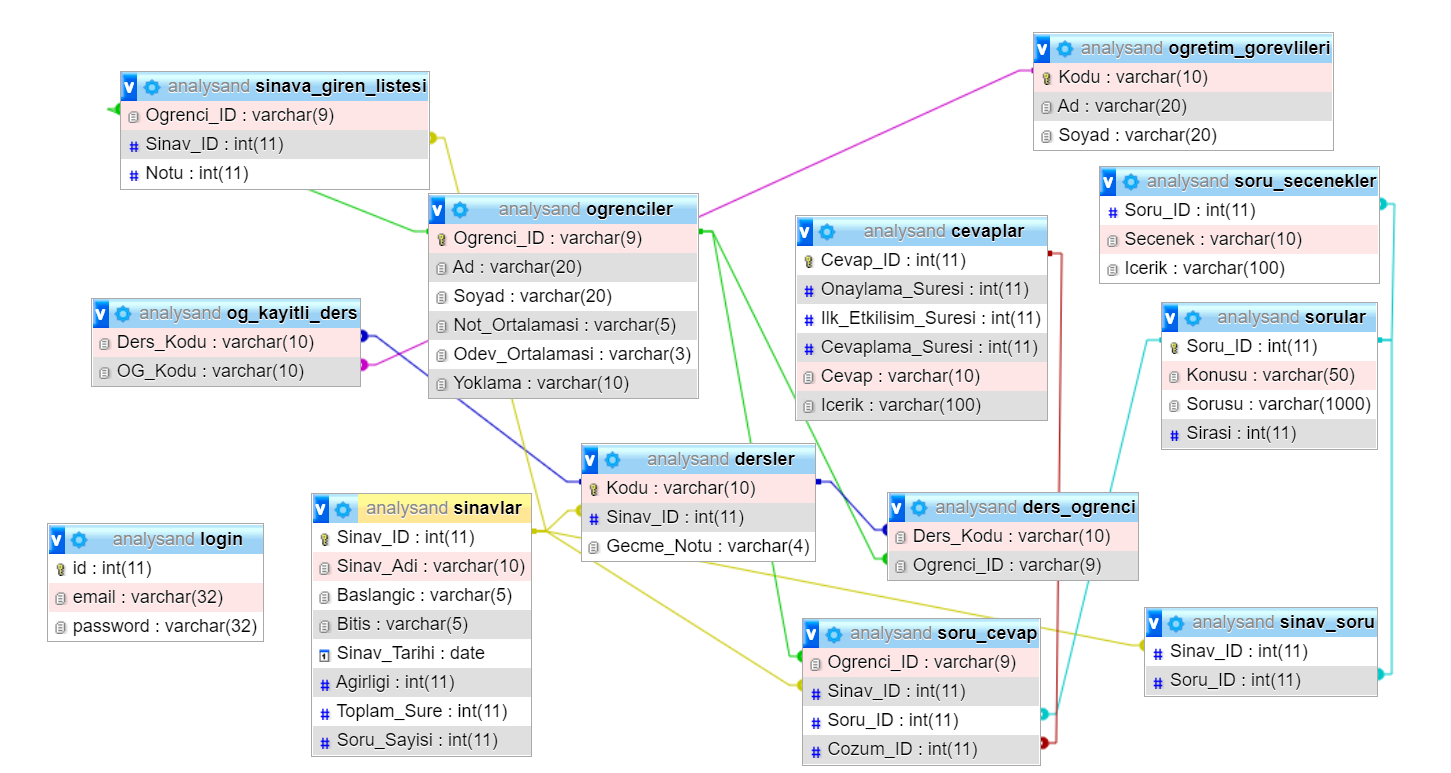 analysand ogretim_gorevlileri
Kodu : varchar(10)
Ad : varchar(20)
Soyad : varchar(20)
analysand sinava_giren_listesi
Ogrenci_ID : varchar(9)
Sinav_ID : int(11)
Notu : int(11)
analysand soru_secenekler
Soru_ID : int(11)
Secenek : varchar(10)
Icerik : varchar(100)
analysand ogrenciler
Ogrenci_ID : varchar(9)
Ad : varchar(20)
Soyad : varchar(20)
Not_Ortalamasi : varchar(5)
Odev_Ortalamasi : varchar(3)
Yoklama : varchar(10)
analysand cevaplar
Cevap_ID : int(11)
Onaylama_Suresi : int(11)
Ilk_Etkilisim_Suresi : int(11)
Cevaplama_Suresi : int(11)
Cevap : varchar(10)
Icerik : varchar(100)
analysand og_kayitli_ders
Ders_Kodu : varchar(10)
OG_Kodu : varchar(10)
analysand sorular
Soru_ID : int(11)
Konusu : varchar(50)
Sorusu : varchar(1000)
Sirasi : int(11)
analysand dersler
Kodu : varchar(10)
Sinav_ID : int(11)
Gecme_Notu : varchar(4)
analysand sinavlar
Sinav_ID : int(11)
Sinav_Adi : varchar(10)
Baslangic : varchar(5)
Bitis : varchar(5)
Sinav_Tarihi : date
Agirligi : int(11)
Toplam_Sure : int(11)
Soru_Sayisi : int(11)
analysand ders_ogrenci
Ders_Kodu : varchar(10)
Ogrenci_ID : varchar(9)
analysand login
id : int(11)
email : varchar(32)
password : varchar(32)
analysand soru_cevap
Ogrenci_ID : varchar(9)
Sinav_ID : int(11)
Soru_ID : int(11)
Cozum_ID : int(11)
analysand sinav_soru
Sinav_ID : int(11)
Soru_ID : int(11)